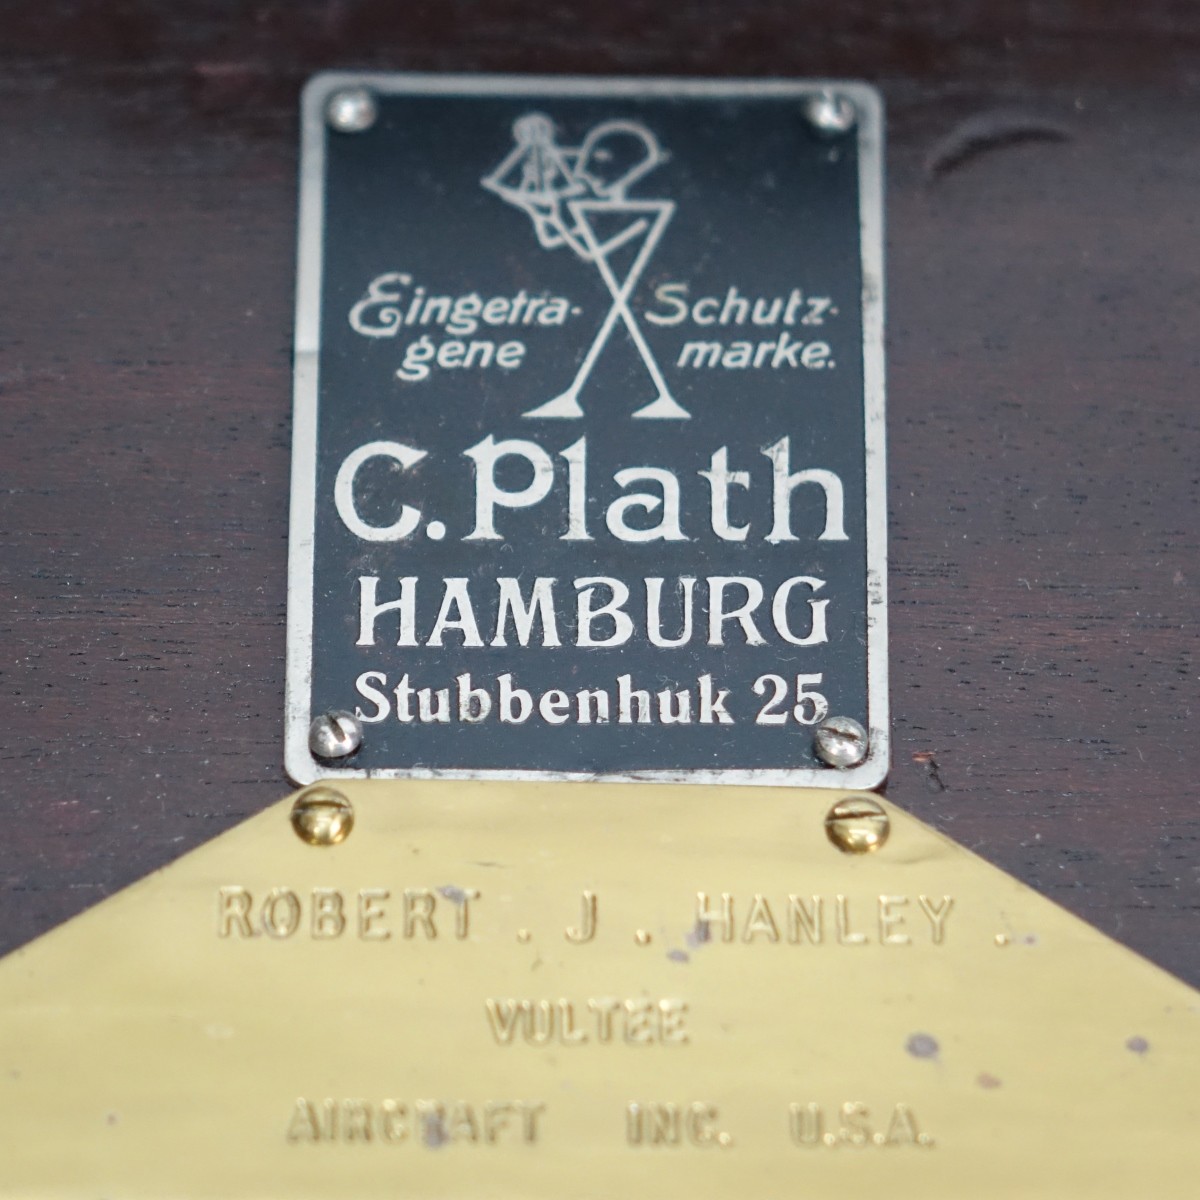 Eingetra- Schutz-
gene marke.
C. Plath
HAMBURG
Stubbenhuk 25
ROBERT . J . HANLEY .
VULTEE
AIRCRAFT INC. U.S.A.